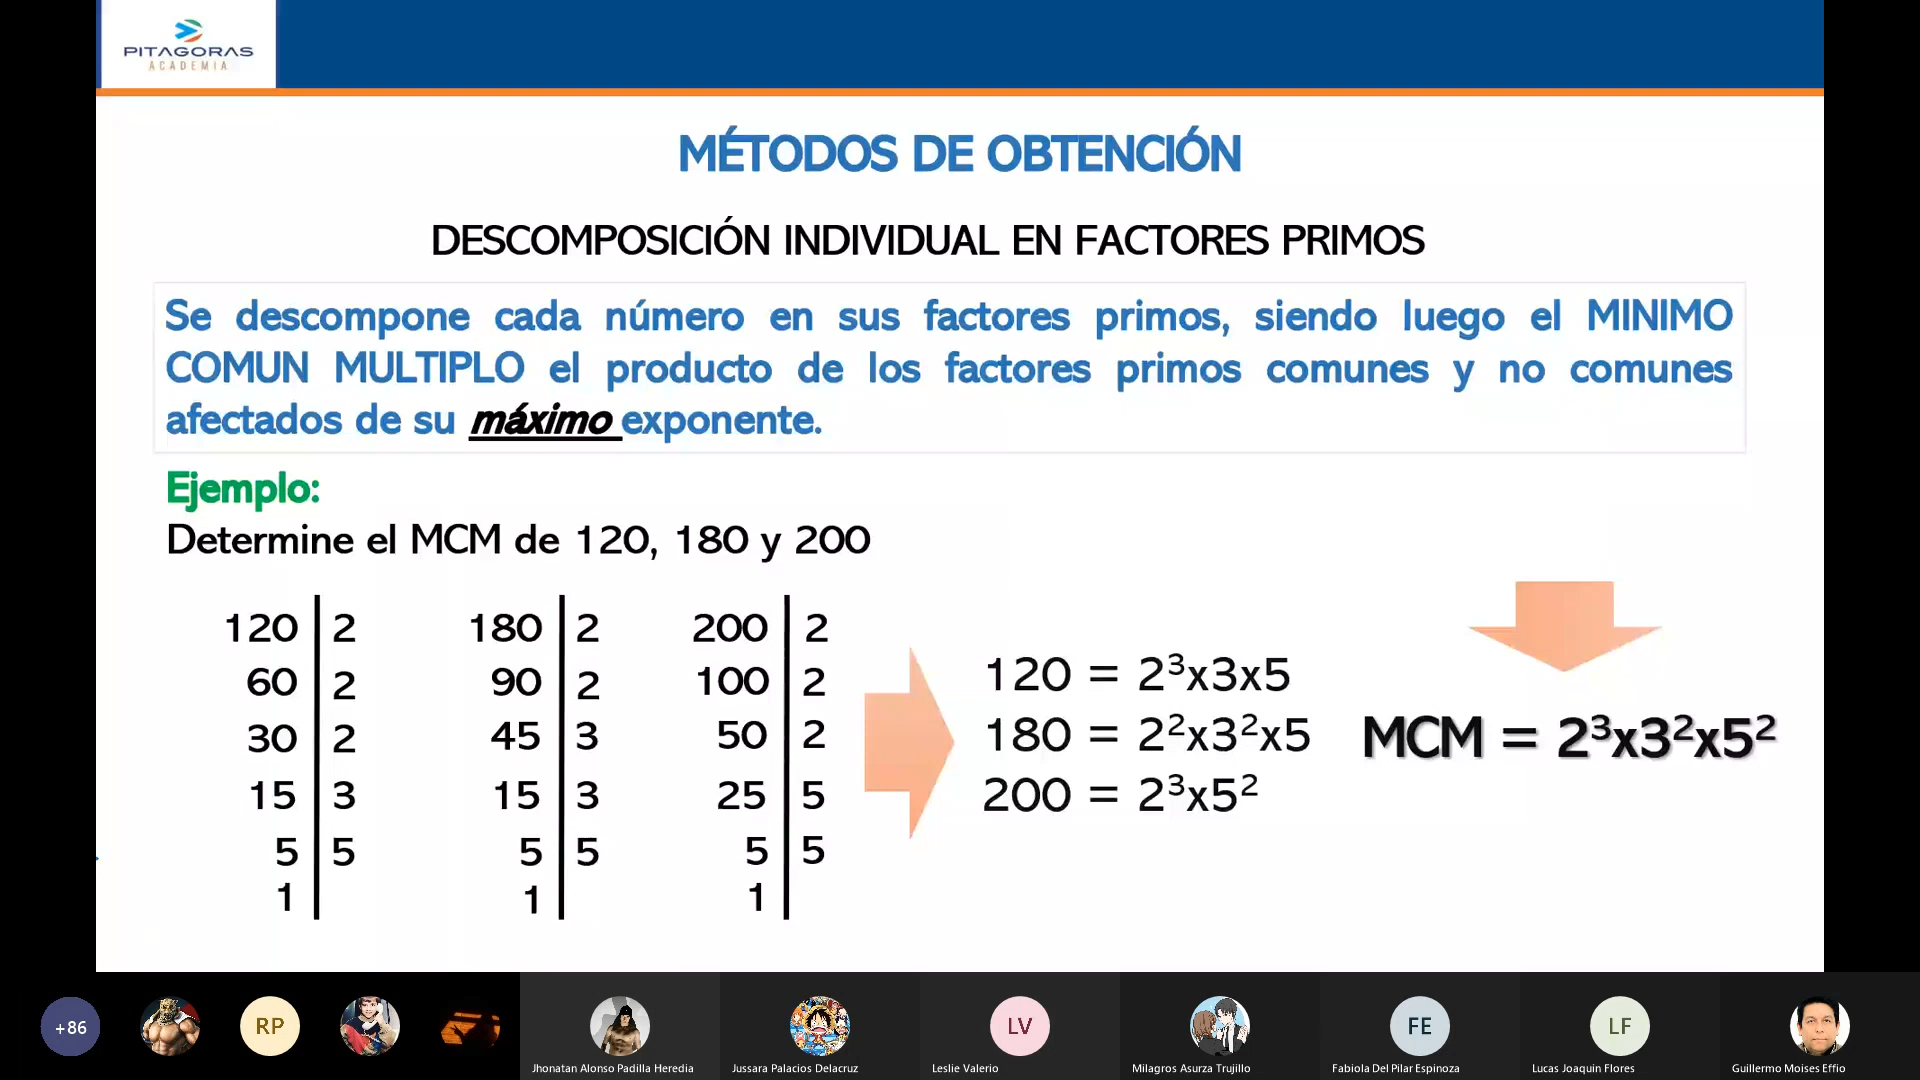 PITAGORAS
ACADEMIA
MÉTODOS DE OBTENCIÓN
DESCOMPOSICIÓN INDIVIDUAL EN FACTORES PRIMOS
Se descompone cada número en sus factores primos, siendo luego el MINIMO
COMUN MULTIPLO el producto de los factores primos comunes y no comunes
afectados de su máximo exponente.
Ejemplo:
Determine el MCM de 120, 180 y 200
120 2
60 2
30 2
15 3
5 5
1
180 2
90 2
45 3
15 3
5 5
1
200 2
100 2
50 2
25 5
5 5
1
120 = 2³x3x5
180 = 2²x3²x5
200 = 2³x5²
MCM = 2³x3²x5²
+86
RP
LV
FE
LF
Jhonatan Alonso Padilla Heredia
Jussara Palacios Delacruz
Leslie Valerio
Milagros Asurza Trujillo
Fabiola Del Pilar Espinoza
Lucas Joaquin Flores
Guillermo Moises Effio